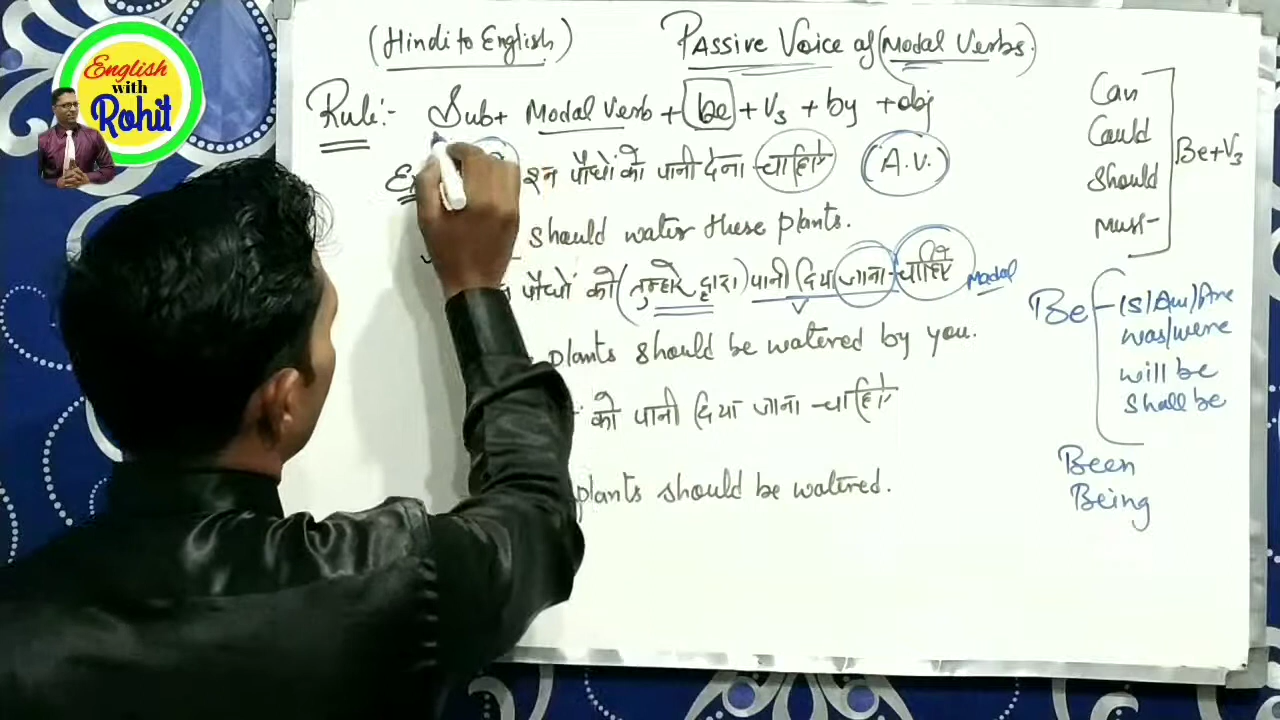 English
with
Rohit
(Hindi to English)
Passive Voice of (Modal Verbs.)
Rule:- Sub + Modal Verb + be + V3 + by + obj
इन पौधों को पानी देना चाहिए (A.V.)
should water these plants.
पौधों को (तुम्हारे द्वारा) पानी दिया जाना चाहिए Modal
plants should be watered by you.
को पानी दिया जाना चाहिए
plants should be watered.
Can
Could
should
must
Be+V3
Be
is/Am/Are
was/were
will be
shall be
Been
Being